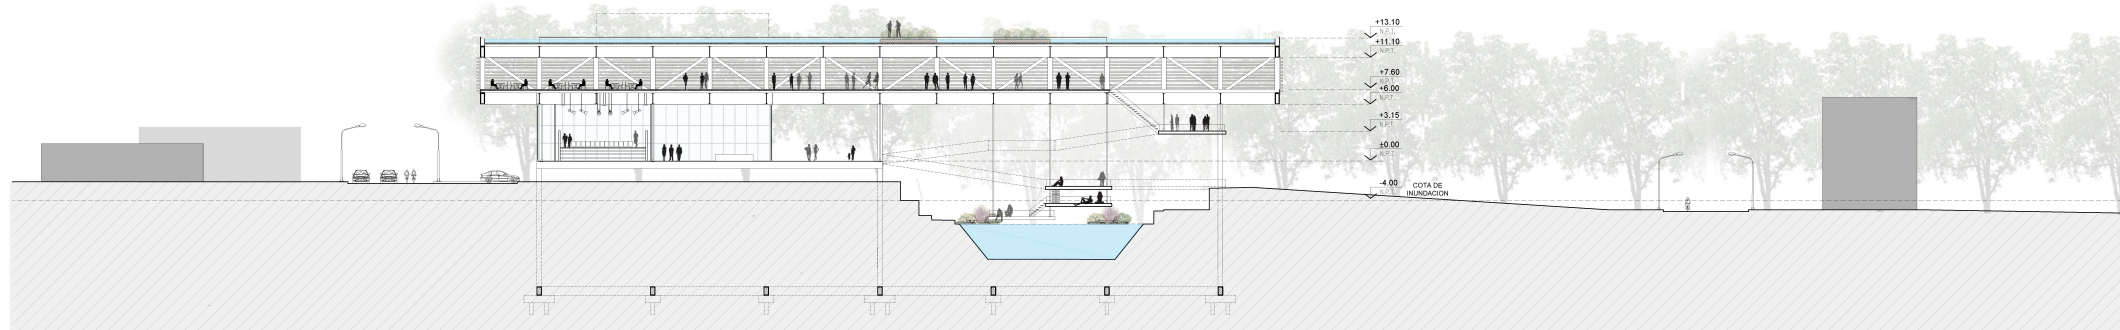 +13.10
N.P.T.
+11.10
N.P.T.
+7.60
N.P.T.
+6.00
N.P.T.
+3.15
N.P.T.
+0.00
N.P.T.
-4.00
N.P.T.
COTA DE
INUNDACION